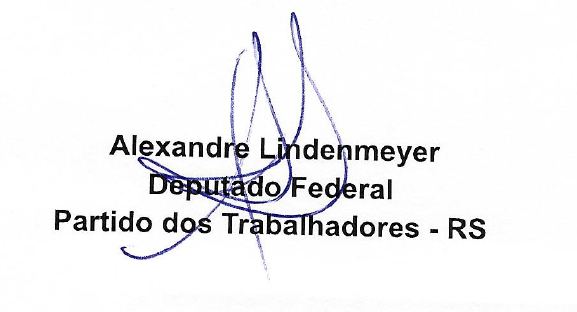 Alexandre Lindenmeyer
Deputado Federal
Partido dos Trabalhadores - RS